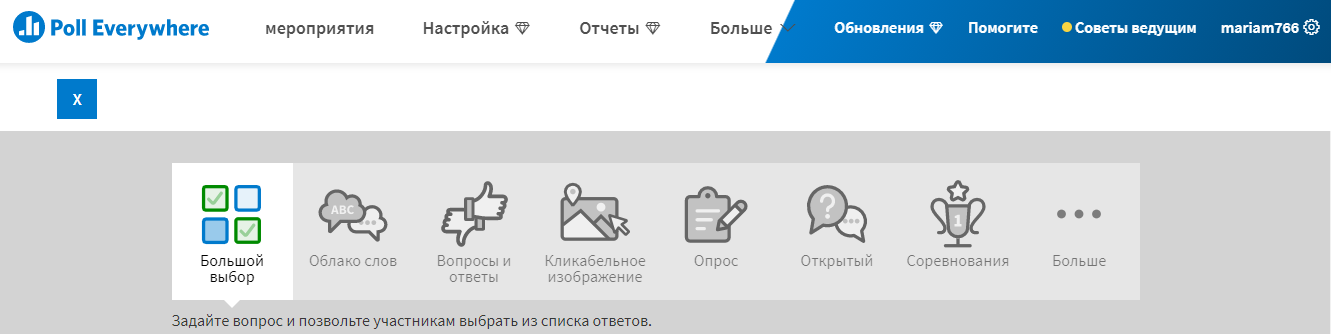 Poll Everywhere мероприятия Настройка Отчеты Больше Обновления Помогите Советы ведущим mariam766
X
ABC ? 1
Большой выбор
Облако слов
Вопросы и ответы
Кликабельное изображение
Опрос
Открытый
Соревнования
Больше
Задайте вопрос и позвольте участникам выбрать из списка ответов.